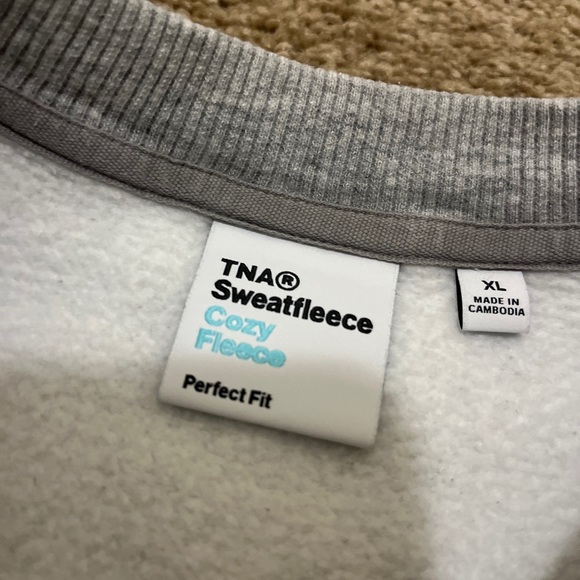 TNA®
Sweatfleece
Cozy
Fleece
Perfect Fit
XL
MADE IN
CAMBODIA